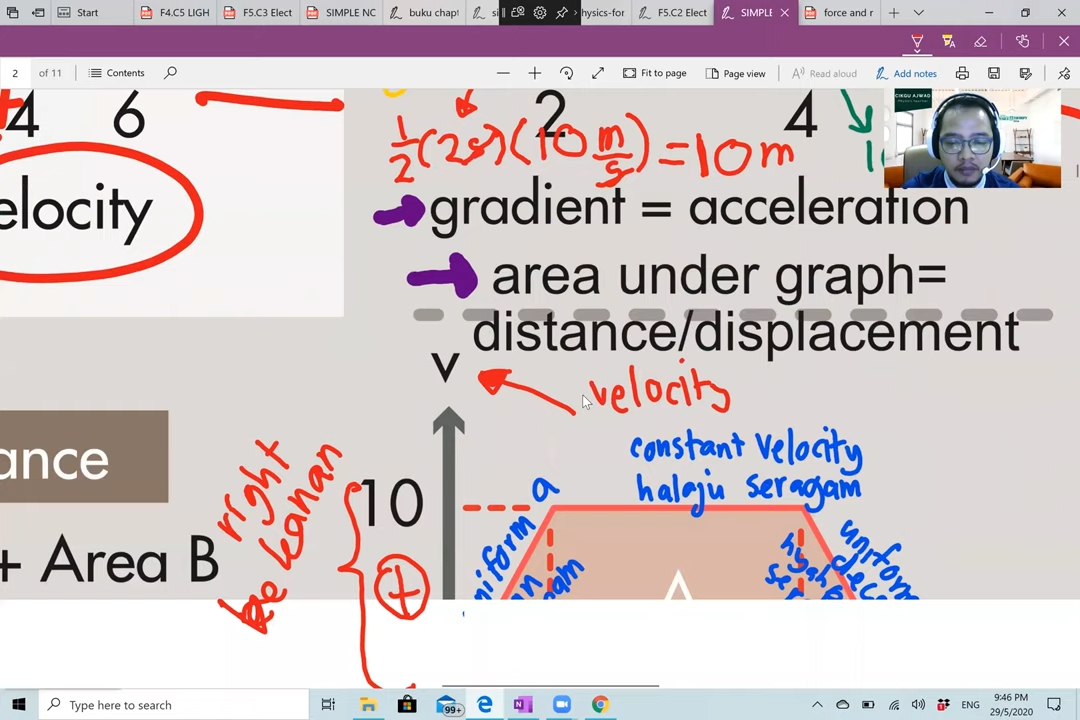 F4.C5 LIGH
Start
F5.C3 Elect
SIMPLE NC
buku chapt
hysics-for
F5.C2 Elect
SIMPLE
force and r
2 of 11
Contents
Fit to page
Page view
Read aloud
Add notes
CIKGU AJWAD
4 6
2
4
1/2 (2s)(10 m/s) = 10m
elocity
gradient = acceleration
area under graph=
distance/displacement
v
velocity
ance
constant velocity
halaju seragam
right
ke kanan
10
a
+ Area B
+
uniform
A
Type here to search
99+
ENG
9:46 PM
29/5/2020